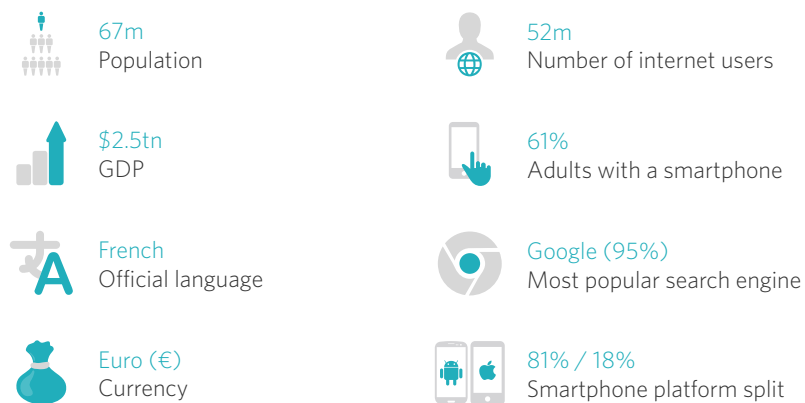 67m
Population
52m
Number of internet users
$2.5tn
GDP
61%
Adults with a smartphone
French
Official language
Google (95%)
Most popular search engine
Euro (€)
Currency
81% / 18%
Smartphone platform split